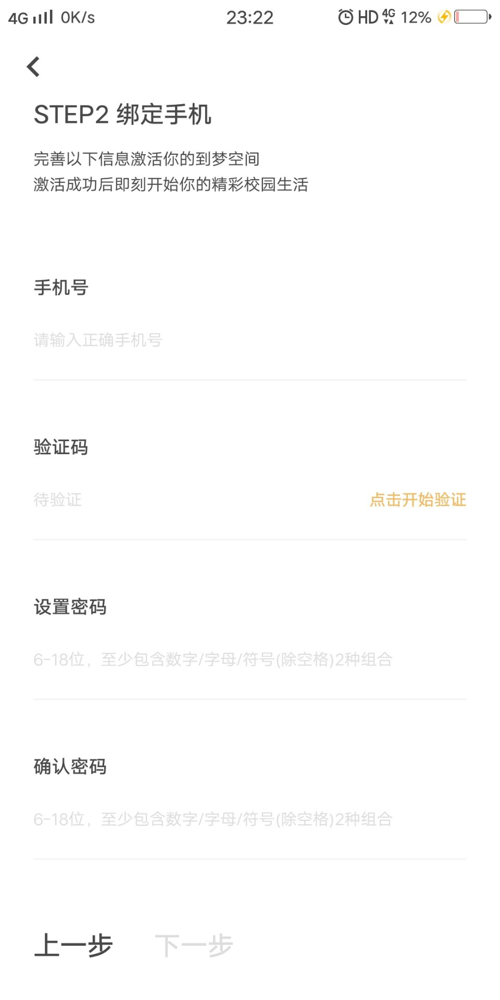 4G 0K/s 23:22 HD 4G 12%
STEP2 绑定手机
完善以下信息激活你的到梦空间
激活成功后即刻开始你的精彩校园生活
手机号
请输入正确手机号
验证码
待验证 点击开始验证
设置密码
6-18位，至少包含数字/字母/符号(除空格)2种组合
确认密码
6-18位，至少包含数字/字母/符号(除空格)2种组合
上一步 下一步